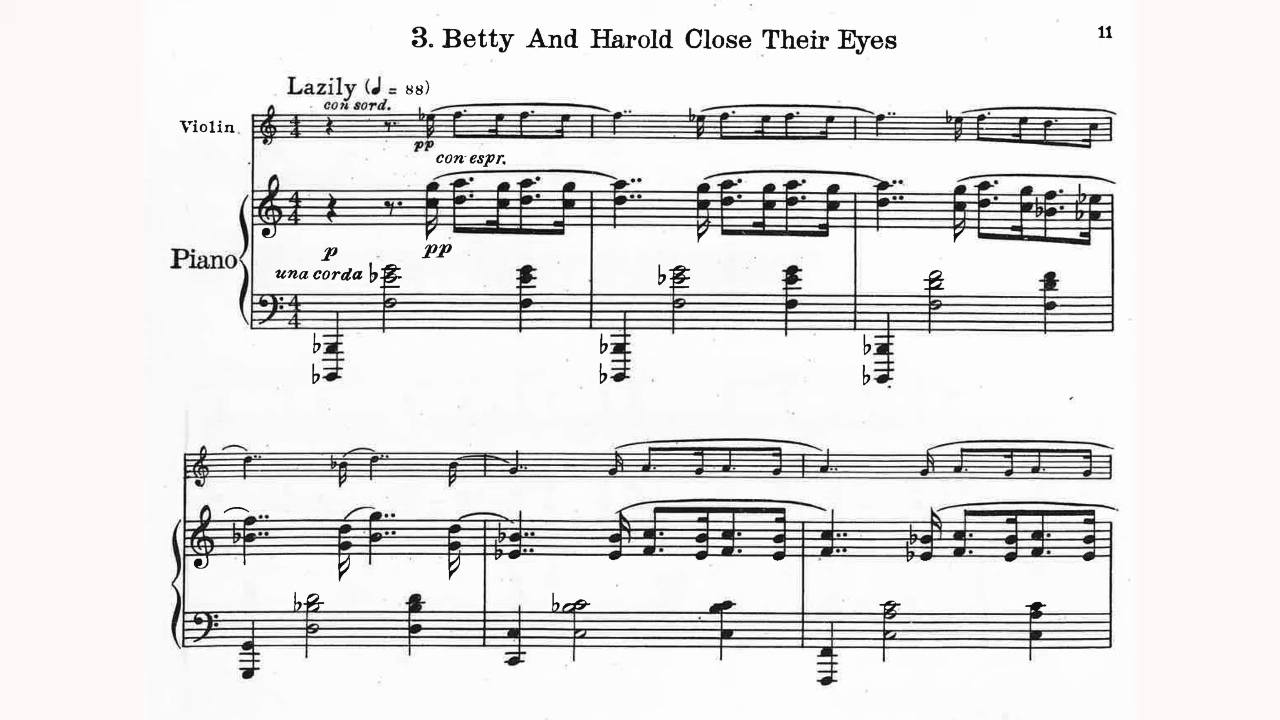 3. Betty And Harold Close Their Eyes
11
Lazily (♩ = 88)
con sord.
Violin
pp
con espr.
Piano
p
pp
una corda